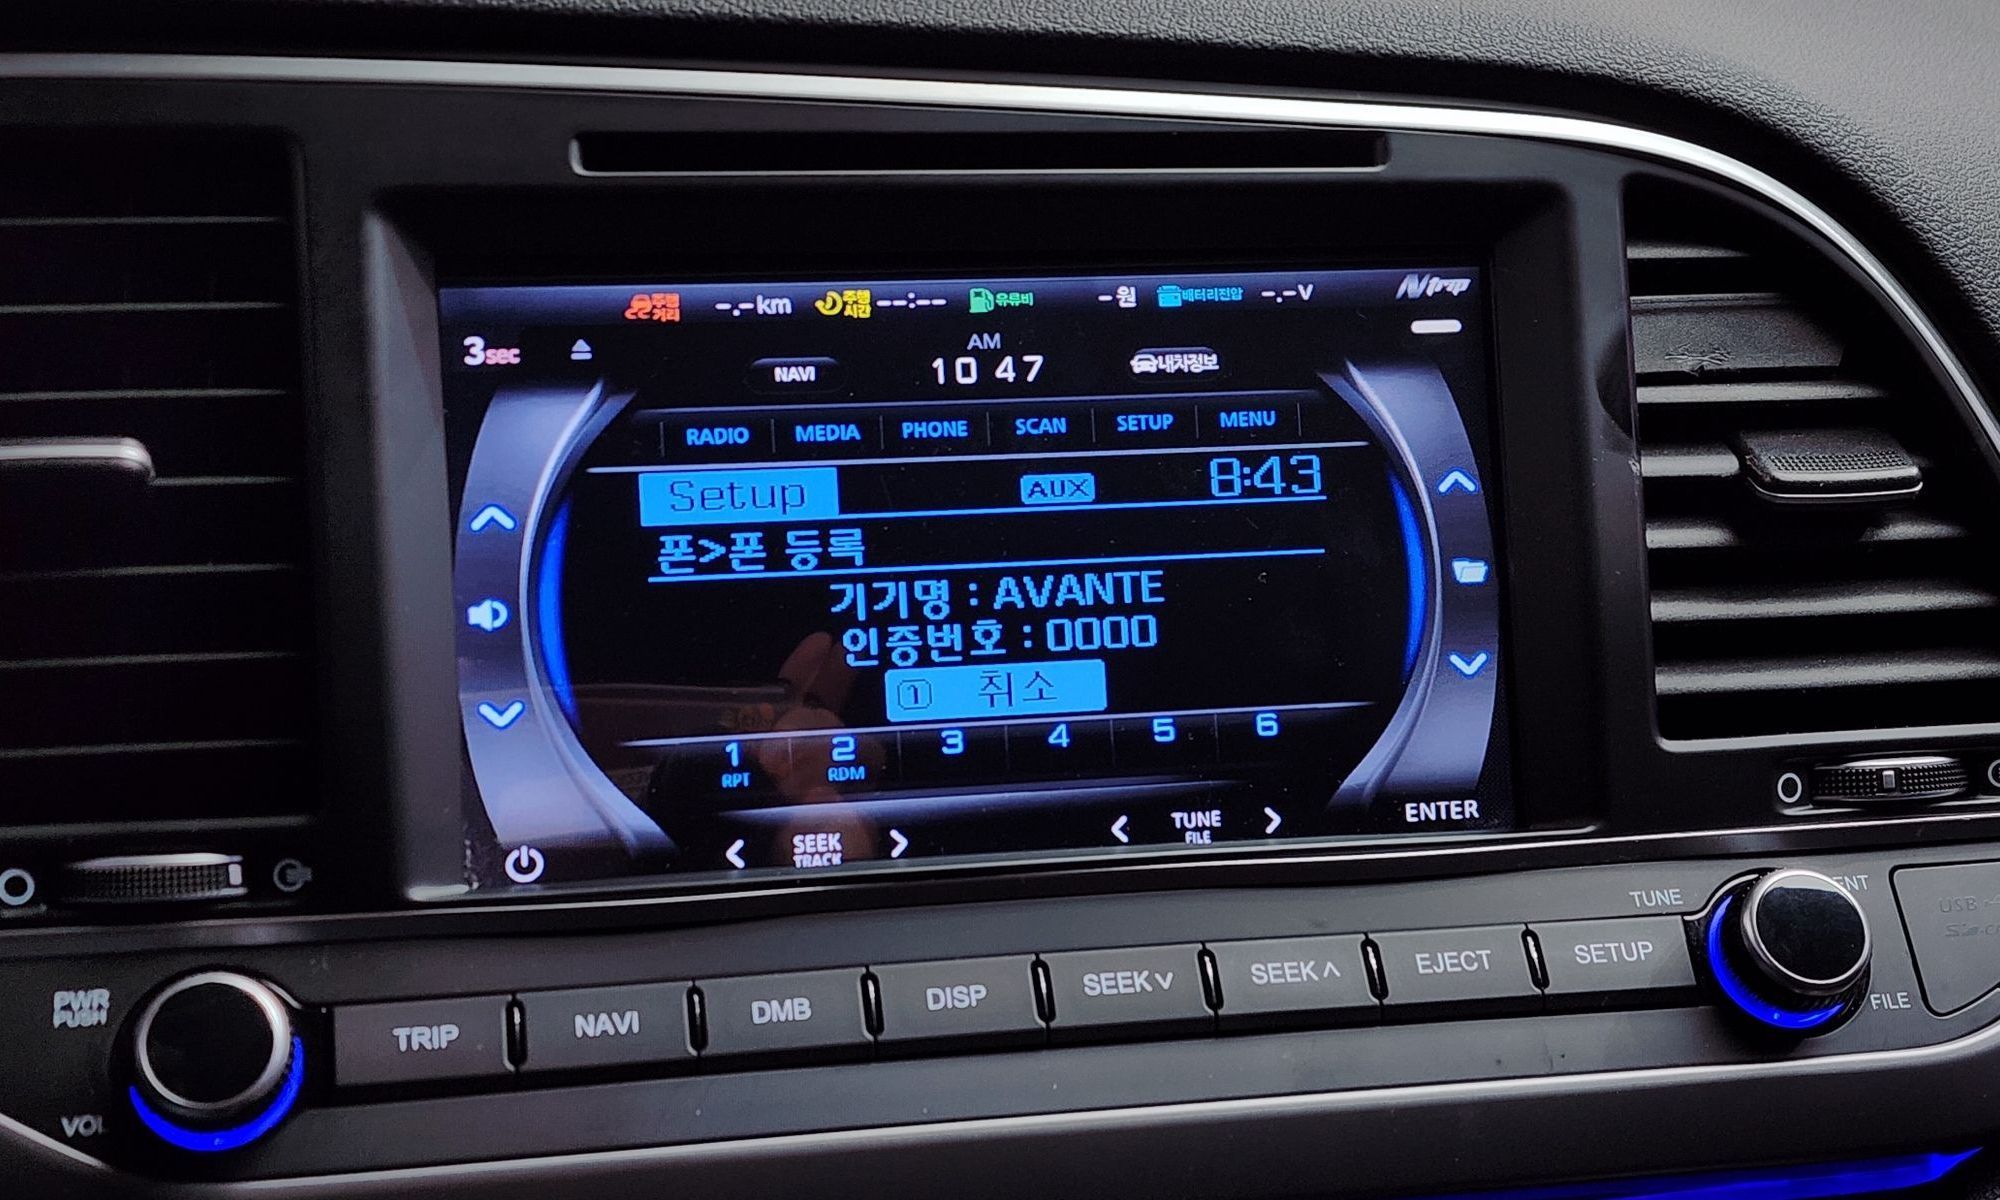 주행거리 -.-km 주행시간 --:-- 유류비 -원 배터리전압 -.-V Ntrip
3sec
AM
NAVI 10 47 내차정보
RADIO MEDIA PHONE SCAN SETUP MENU
Setup AUX 8:43
폰>폰 등록
기기명 : AVANTE
인증번호 : 0000
1 취소
1 2 3 4 5 6
RPT RDM
SEEK TRACK
TUNE FILE
ENTER
TUNE
PWR PUSH
VOL
TRIP NAVI DMB DISP SEEK∨ SEEK∧ EJECT SETUP
FILE
USB